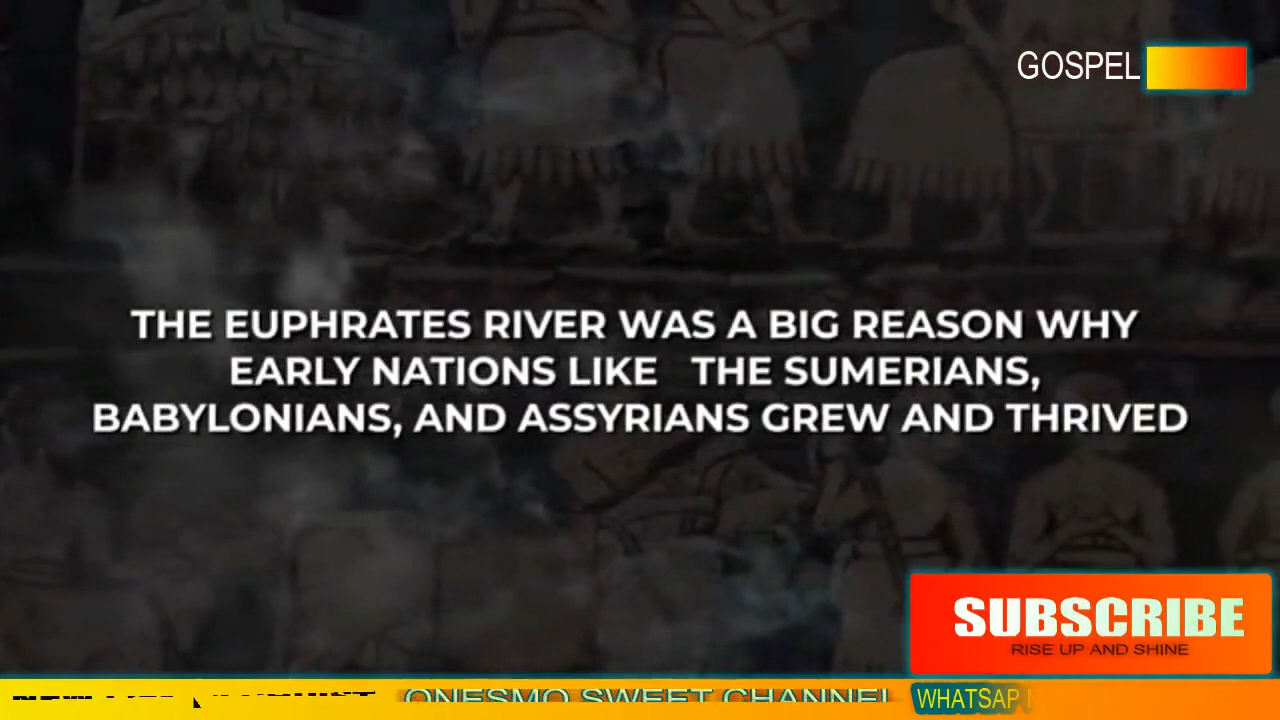 GOSPEL
THE EUPHRATES RIVER WAS A BIG REASON WHY
EARLY NATIONS LIKE THE SUMERIANS,
BABYLONIANS, AND ASSYRIANS GREW AND THRIVED
SUBSCRIBE
RISE UP AND SHINE
ONESMO SWEET CHANNEL
WHATSAP